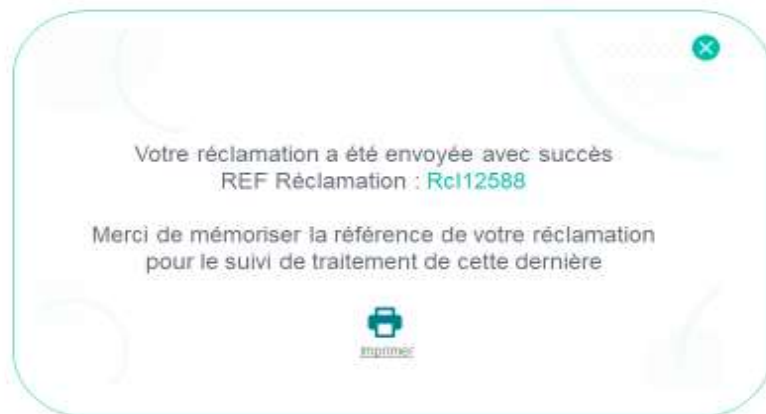 Votre réclamation a été envoyée avec succès
REF Réclamation : Rcl12588
Merci de mémoriser la référence de votre réclamation
pour le suivi de traitement de cette dernière
Imprimer